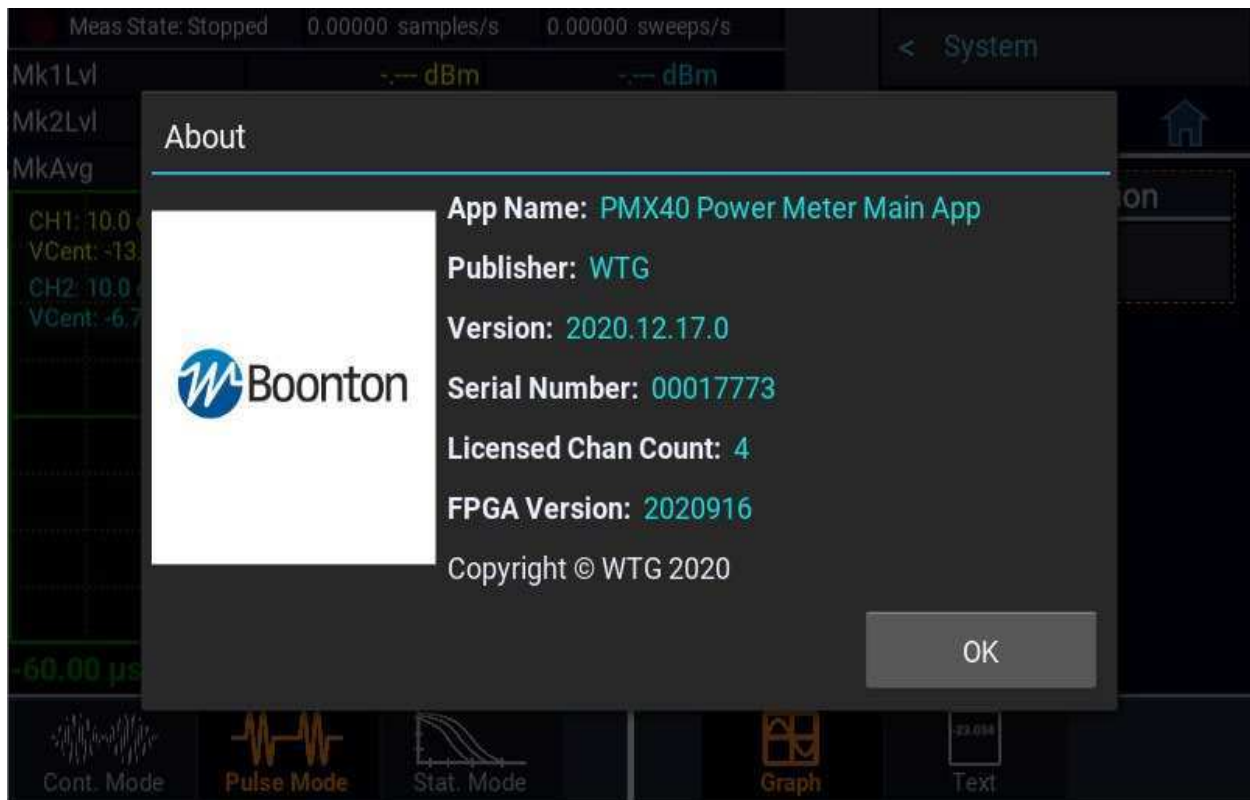 Meas State: Stopped 0.00000 samples/s 0.00000 sweeps/s
< System
Mk1Lvl -.--- dBm -.--- dBm
Mk2Lvl
MkAvg
About
CH1: 10.0
VCent: -13.
CH2: 10.0
VCent: -6.7
Boonton
App Name: PMX40 Power Meter Main App
Publisher: WTG
Version: 2020.12.17.0
Serial Number: 00017773
Licensed Chan Count: 4
FPGA Version: 2020916
Copyright © WTG 2020
OK
-60.00 µs
Cont. Mode Pulse Mode Stat. Mode Graph Text